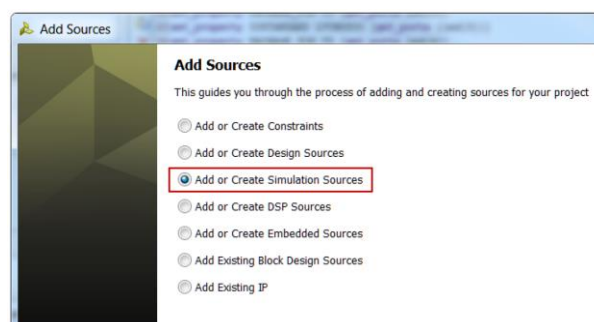 Add Sources
Add Sources
This guides you through the process of adding and creating sources for your project
Add or Create Constraints
Add or Create Design Sources
Add or Create Simulation Sources
Add or Create DSP Sources
Add or Create Embedded Sources
Add Existing Block Design Sources
Add Existing IP